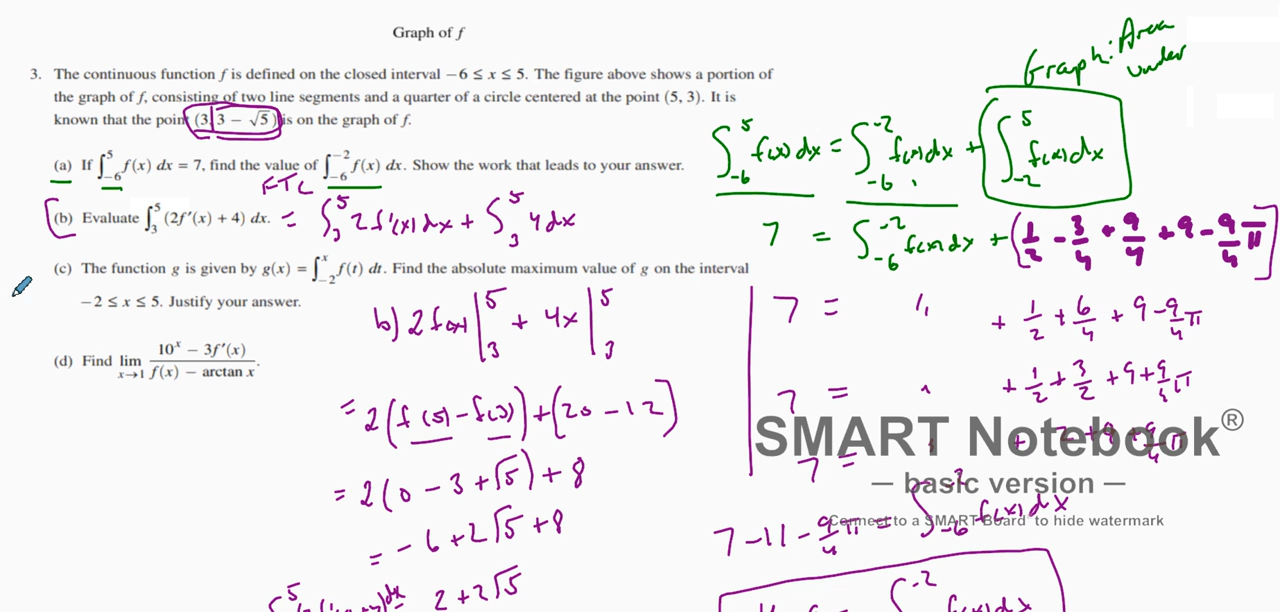 Graph of f
3. The continuous function f is defined on the closed interval −6 ≤ x ≤ 5. The figure above shows a portion of
the graph of f, consisting of two line segments and a quarter of a circle centered at the point (5, 3). It is
known that the point (3, 3 − √5) is on the graph of f.
(a) If ∫_{−6}^{5} f(x) dx = 7, find the value of ∫_{−6}^{−2} f(x) dx. Show the work that leads to your answer.
FTC
(b) Evaluate ∫_3^5 (2f′(x) + 4) dx. = ∫_3^5 2f'(x)dx + ∫_3^5 4dx
(c) The function g is given by g(x) = ∫_{−2}^{x} f(t) dt. Find the absolute maximum value of g on the interval
−2 ≤ x ≤ 5. Justify your answer.
(d) Find lim_{x→1} (10^x − 3f′(x))/(f(x) − arctan x).
b) 2f(x)|_3^5 + 4x|_3^5
= 2(f(5) − f(3)) + (20 − 12)
= 2(0 − 3 + √5) + 8
= −6 + 2√5 + 8
2 + 2√5
Graph: Area
under
∫_{-6}^5 f(x)dx = ∫_{-6}^{-2} f(x)dx + ∫_{-2}^5 f(x)dx
7 = ∫_{-6}^{-2} f(x)dx + (1/2 − 3/4 + 9/4 + 9 − 9/4 π)
7 = " + 1/2 + 6/4 + 9 − 9/4 π
7 = " + 1/2 + 3/2 + 9 + 9/4 π
7 =
7 − 11 − 9/4 π = ∫_{-6}^{-2} f(x)dx
SMART Notebook®
— basic version —
Connect to a SMART Board to hide watermark